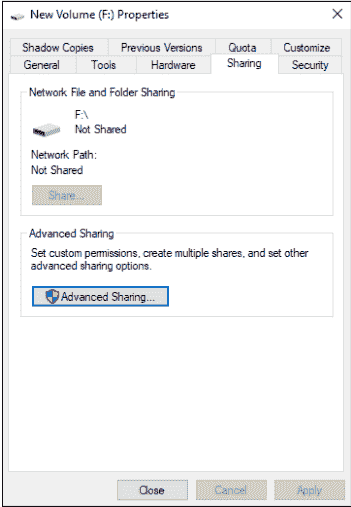 New Volume (F:) Properties
Shadow Copies Previous Versions Quota Customize
General Tools Hardware Sharing Security
Network File and Folder Sharing
F:\
Not Shared
Network Path:
Not Shared
Share...
Advanced Sharing
Set custom permissions, create multiple shares, and set other
advanced sharing options.
Advanced Sharing...
Close Cancel Apply